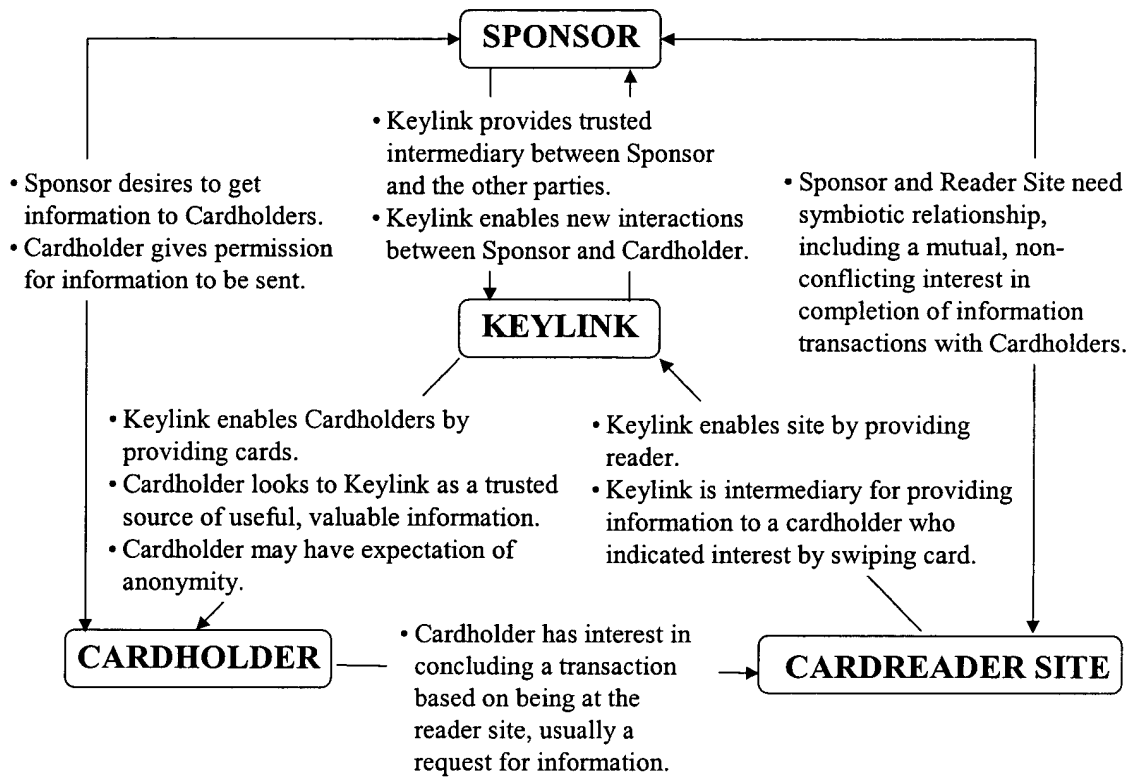 SPONSOR
• Keylink provides trusted
intermediary between Sponsor
and the other parties.
• Keylink enables new interactions
between Sponsor and Cardholder.
• Sponsor desires to get
information to Cardholders.
• Cardholder gives permission
for information to be sent.
• Sponsor and Reader Site need
symbiotic relationship,
including a mutual, non-
conflicting interest in
completion of information
transactions with Cardholders.
KEYLINK
• Keylink enables Cardholders by
providing cards.
• Cardholder looks to Keylink as a trusted
source of useful, valuable information.
• Cardholder may have expectation of
anonymity.
• Keylink enables site by providing
reader.
• Keylink is intermediary for providing
information to a cardholder who
indicated interest by swiping card.
CARDHOLDER
• Cardholder has interest in
concluding a transaction
based on being at the
reader site, usually a
request for information.
CARDREADER SITE